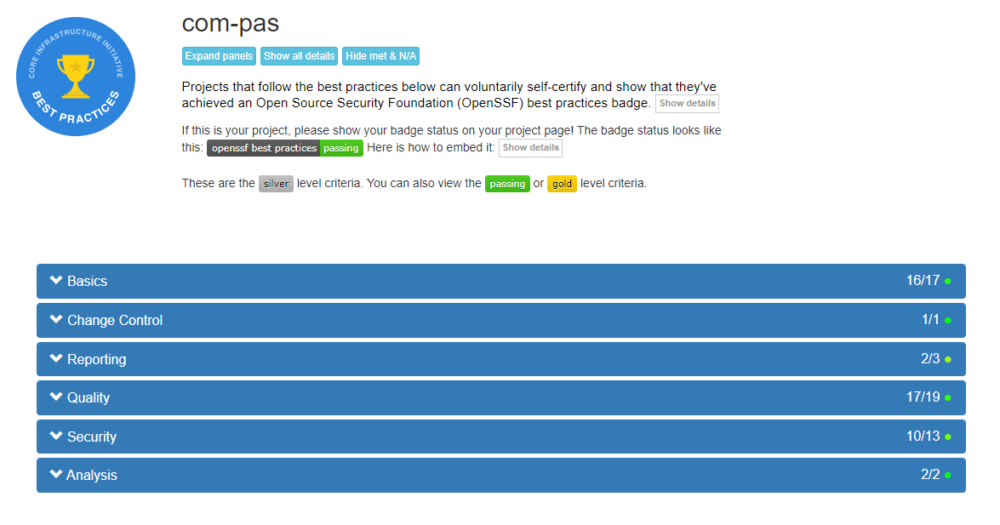 CORE INFRASTRUCTURE INITIATIVE
BEST PRACTICES
com-pas
Expand panels Show all details Hide met & N/A
Projects that follow the best practices below can voluntarily self-certify and show that they've
achieved an Open Source Security Foundation (OpenSSF) best practices badge. Show details
If this is your project, please show your badge status on your project page! The badge status looks like
this: openssf best practices passing Here is how to embed it: Show details
These are the silver level criteria. You can also view the passing or gold level criteria.
Basics 16/17
Change Control 1/1
Reporting 2/3
Quality 17/19
Security 10/13
Analysis 2/2